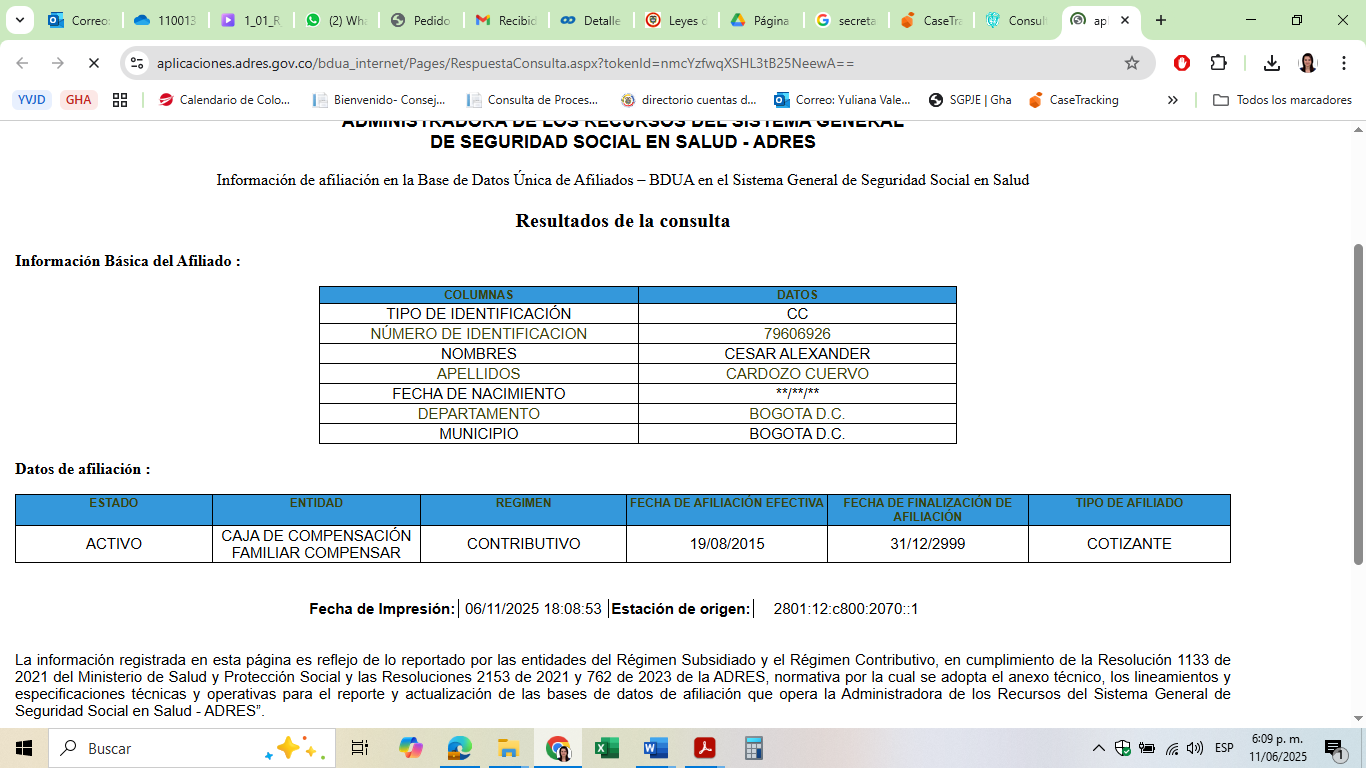 Correo:
110013
1_01_R
(2) Wha
Pedido
Recibid
Detalle
Leyes d
Página
secreta
CaseTra
Consult
apl
aplicaciones.adres.gov.co/bdua_internet/Pages/RespuestaConsulta.aspx?tokenId=nmcYzfwqXSHL3tB25NeewA==
YVJD
GHA
Calendario de Colo...
Bienvenido- Consej...
Consulta de Proces...
directorio cuentas d...
Correo: Yuliana Vale...
SGPJE | Gha
CaseTracking
Todos los marcadores
ADMINISTRADORA DE LOS RECURSOS DEL SISTEMA GENERAL
DE SEGURIDAD SOCIAL EN SALUD - ADRES
Información de afiliación en la Base de Datos Única de Afiliados – BDUA en el Sistema General de Seguridad Social en Salud
Resultados de la consulta
Información Básica del Afiliado :
COLUMNAS DATOS
TIPO DE IDENTIFICACIÓN CC
NÚMERO DE IDENTIFICACION 79606926
NOMBRES CESAR ALEXANDER
APELLIDOS CARDOZO CUERVO
FECHA DE NACIMIENTO **/**/**
DEPARTAMENTO BOGOTA D.C.
MUNICIPIO BOGOTA D.C.
Datos de afiliación :
ESTADO ENTIDAD REGIMEN FECHA DE AFILIACIÓN EFECTIVA FECHA DE FINALIZACIÓN DE AFILIACIÓN TIPO DE AFILIADO
ACTIVO CAJA DE COMPENSACIÓN FAMILIAR COMPENSAR CONTRIBUTIVO 19/08/2015 31/12/2999 COTIZANTE
Fecha de Impresión: 06/11/2025 18:08:53 Estación de origen: 2801:12:c800:2070::1
La información registrada en esta página es reflejo de lo reportado por las entidades del Régimen Subsidiado y el Régimen Contributivo, en cumplimiento de la Resolución 1133 de
2021 del Ministerio de Salud y Protección Social y las Resoluciones 2153 de 2021 y 762 de 2023 de la ADRES, normativa por la cual se adopta el anexo técnico, los lineamientos y
especificaciones técnicas y operativas para el reporte y actualización de las bases de datos de afiliación que opera la Administradora de los Recursos del Sistema General de
Seguridad Social en Salud - ADRES”.
Buscar
ESP
6:09 p. m.
11/06/2025
1